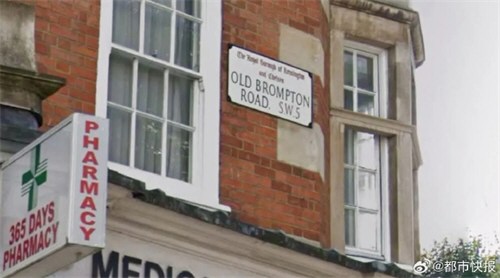 The Royal Borough of Kensington
and Chelsea
OLD BROMPTON
ROAD. SW5
PHARMACY
365 DAYS
PHARMACY
MEDIC
@都市快报